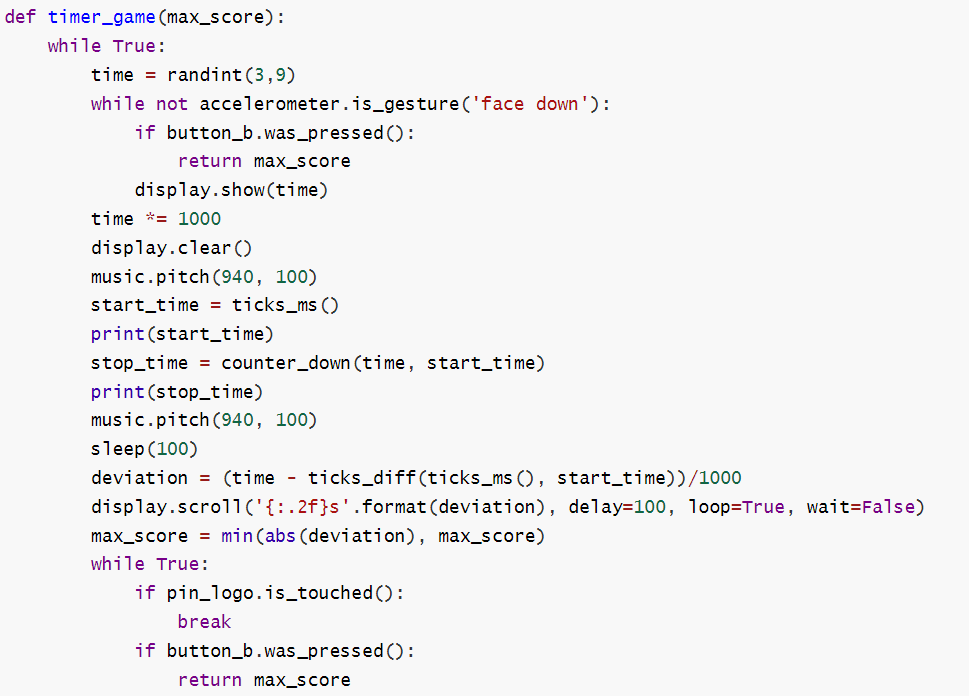 def timer_game(max_score):
    while True:
        time = randint(3,9)
        while not accelerometer.is_gesture('face down'):
            if button_b.was_pressed():
                return max_score
            display.show(time)
        time *= 1000
        display.clear()
        music.pitch(940, 100)
        start_time = ticks_ms()
        print(start_time)
        stop_time = counter_down(time, start_time)
        print(stop_time)
        music.pitch(940, 100)
        sleep(100)
        deviation = (time - ticks_diff(ticks_ms(), start_time))/1000
        display.scroll('{:.2f}s'.format(deviation), delay=100, loop=True, wait=False)
        max_score = min(abs(deviation), max_score)
        while True:
            if pin_logo.is_touched():
                break
            if button_b.was_pressed():
                return max_score